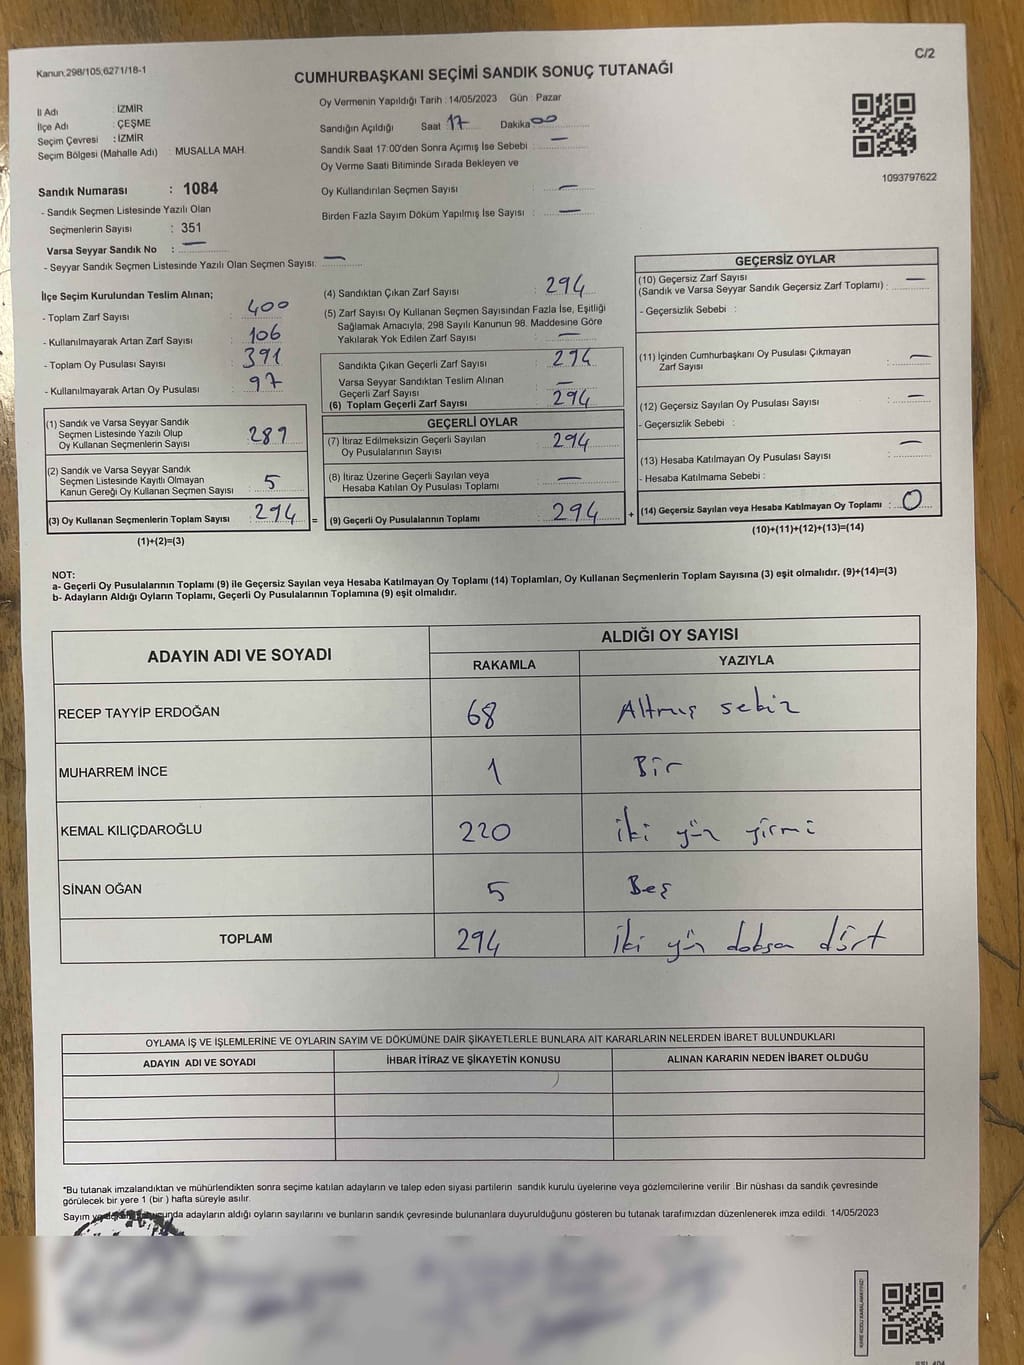 Kanun:298/105,6271/18-1
C/2
CUMHURBAŞKANI SEÇİMİ SANDIK SONUÇ TUTANAĞI
İl Adı : İZMİR
İlçe Adı : ÇEŞME
Seçim Çevresi : İZMİR
Seçim Bölgesi (Mahalle Adı) : MUSALLA MAH.
Sandık Numarası : 1084
- Sandık Seçmen Listesinde Yazılı Olan
Seçmenlerin Sayısı : 351
Varsa Seyyar Sandık No : —
- Seyyar Sandık Seçmen Listesinde Yazılı Olan Seçmen Sayısı: —
Oy Vermenin Yapıldığı Tarih : 14/05/2023 Gün : Pazar
Sandığın Açıldığı Saat 17 Dakika 00
Sandık Saat 17:00'den Sonra Açımış İse Sebebi : —
Oy Verme Saati Bitiminde Sırada Bekleyen ve
Oy Kullandırılan Seçmen Sayısı : —
Birden Fazla Sayım Döküm Yapılmış İse Sayısı : —
1093797622
İlçe Seçim Kurulundan Teslim Alınan;
- Toplam Zarf Sayısı : 400
- Kullanılmayarak Artan Zarf Sayısı : 106
- Toplam Oy Pusulası Sayısı : 391
- Kullanılmayarak Artan Oy Pusulası : 97
(1) Sandık ve Varsa Seyyar Sandık
Seçmen Listesinde Yazılı Olup
Oy Kullanan Seçmenlerin Sayısı : 289
(2) Sandık ve Varsa Seyyar Sandık
Seçmen Listesinde Kayıtlı Olmayan
Kanun Gereği Oy Kullanan Seçmen Sayısı : 5
(3) Oy Kullanan Seçmenlerin Toplam Sayısı : 294 =
(1)+(2)=(3)
(4) Sandıktan Çıkan Zarf Sayısı : 294
(5) Zarf Sayısı Oy Kullanan Seçmen Sayısından Fazla İse, Eşitliği
Sağlamak Amacıyla, 298 Sayılı Kanunun 98. Maddesine Göre
Yakılarak Yok Edilen Zarf Sayısı : —
Sandıkta Çıkan Geçerli Zarf Sayısı : 294
Varsa Seyyar Sandıktan Teslim Alınan
Geçerli Zarf Sayısı : —
(6) Toplam Geçerli Zarf Sayısı : 294
GEÇERLİ OYLAR
(7) İtiraz Edilmeksizin Geçerli Sayılan
Oy Pusulalarının Sayısı : 294
(8) İtiraz Üzerine Geçerli Sayılan veya
Hesaba Katılan Oy Pusulası Toplamı : —
(9) Geçerli Oy Pusulalarının Toplamı : 294 +
GEÇERSİZ OYLAR
(10) Geçersiz Zarf Sayısı
(Sandık ve Varsa Seyyar Sandık Geçersiz Zarf Toplamı) : —
- Geçersizlik Sebebi :
(11) İçinden Cumhurbaşkanı Oy Pusulası Çıkmayan
Zarf Sayısı : —
(12) Geçersiz Sayılan Oy Pusulası Sayısı : —
- Geçersizlik Sebebi :
(13) Hesaba Katılmayan Oy Pusulası Sayısı : —
- Hesaba Katılmama Sebebi :
(14) Geçersiz Sayılan veya Hesaba Katılmayan Oy Toplamı : 0
(10)+(11)+(12)+(13)=(14)
NOT:
a- Geçerli Oy Pusulalarının Toplamı (9) ile Geçersiz Sayılan veya Hesaba Katılmayan Oy Toplamı (14) Toplamları, Oy Kullanan Seçmenlerin Toplam Sayısına (3) eşit olmalıdır. (9)+(14)=(3)
b- Adayların Aldığı Oyların Toplamı, Geçerli Oy Pusulalarının Toplamına (9) eşit olmalıdır.
ADAYIN ADI VE SOYADI ALDIĞI OY SAYISI
RAKAMLA YAZIYLA
RECEP TAYYİP ERDOĞAN 68 Altmış sekiz
MUHARREM İNCE 1 Bir
KEMAL KILIÇDAROĞLU 220 iki yüz yirmi
SİNAN OĞAN 5 Beş
TOPLAM 294 iki yüz doksan dört
OYLAMA İŞ VE İŞLEMLERİNE VE OYLARIN SAYIM VE DÖKÜMÜNE DAİR ŞİKAYETLERLE BUNLARA AİT KARARLARIN NELERDEN İBARET BULUNDUKLARI
ADAYIN ADI VE SOYADI İHBAR İTİRAZ VE ŞİKAYETİN KONUSU ALINAN KARARIN NEDEN İBARET OLDUĞU
*Bu tutanak imzalandıktan ve mühürlendikten sonra seçime katılan adayların ve talep eden siyasi partilerin sandık kurulu üyelerine veya gözlemcilerine verilir. Bir nüshası da sandık çevresinde
görülecek bir yere 1 (bir) hafta süreyle asılır.
Sayım adayların aldığı oyların sayılarını ve bunların sandık çevresinde bulunanlara duyurulduğunu gösteren bu tutanak tarafımızdan düzenlenerek imza edildi. 14/05/2023